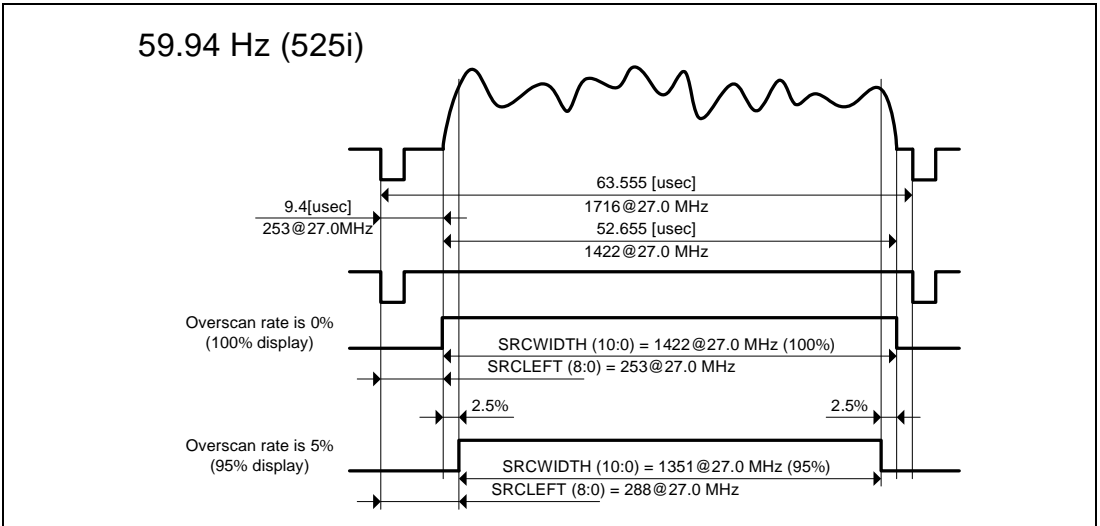 59.94 Hz (525i)
63.555 [usec]
1716@27.0 MHz
9.4[usec]
253@27.0MHz
52.655 [usec]
1422@27.0 MHz
Overscan rate is 0%
(100% display)
SRCWIDTH (10:0) = 1422@27.0 MHz (100%)
SRCLEFT (8:0) = 253@27.0 MHz
2.5%
2.5%
Overscan rate is 5%
(95% display)
SRCWIDTH (10:0) = 1351@27.0 MHz (95%)
SRCLEFT (8:0) = 288@27.0 MHz